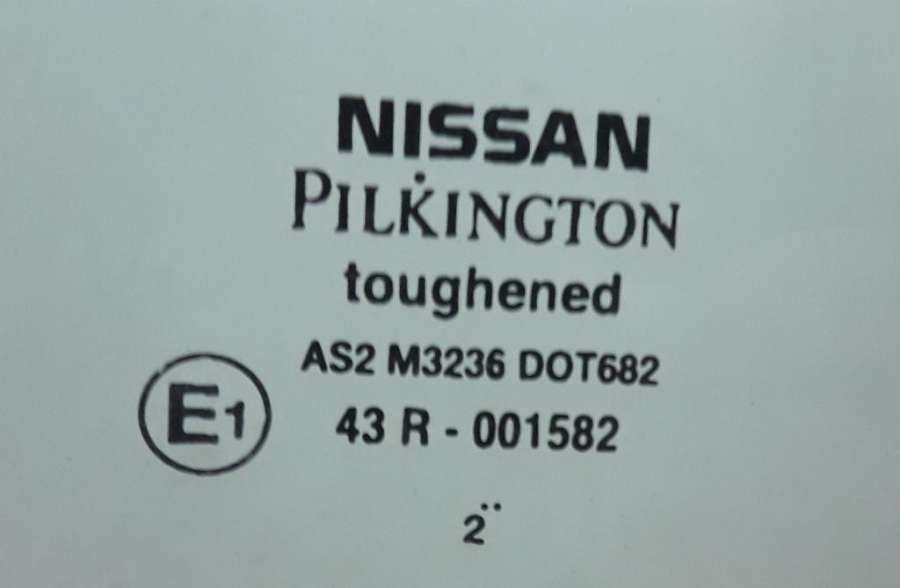 NISSAN
PILKINGTON
toughened
AS2 M3236 DOT682
E1
43 R - 001582
2¨